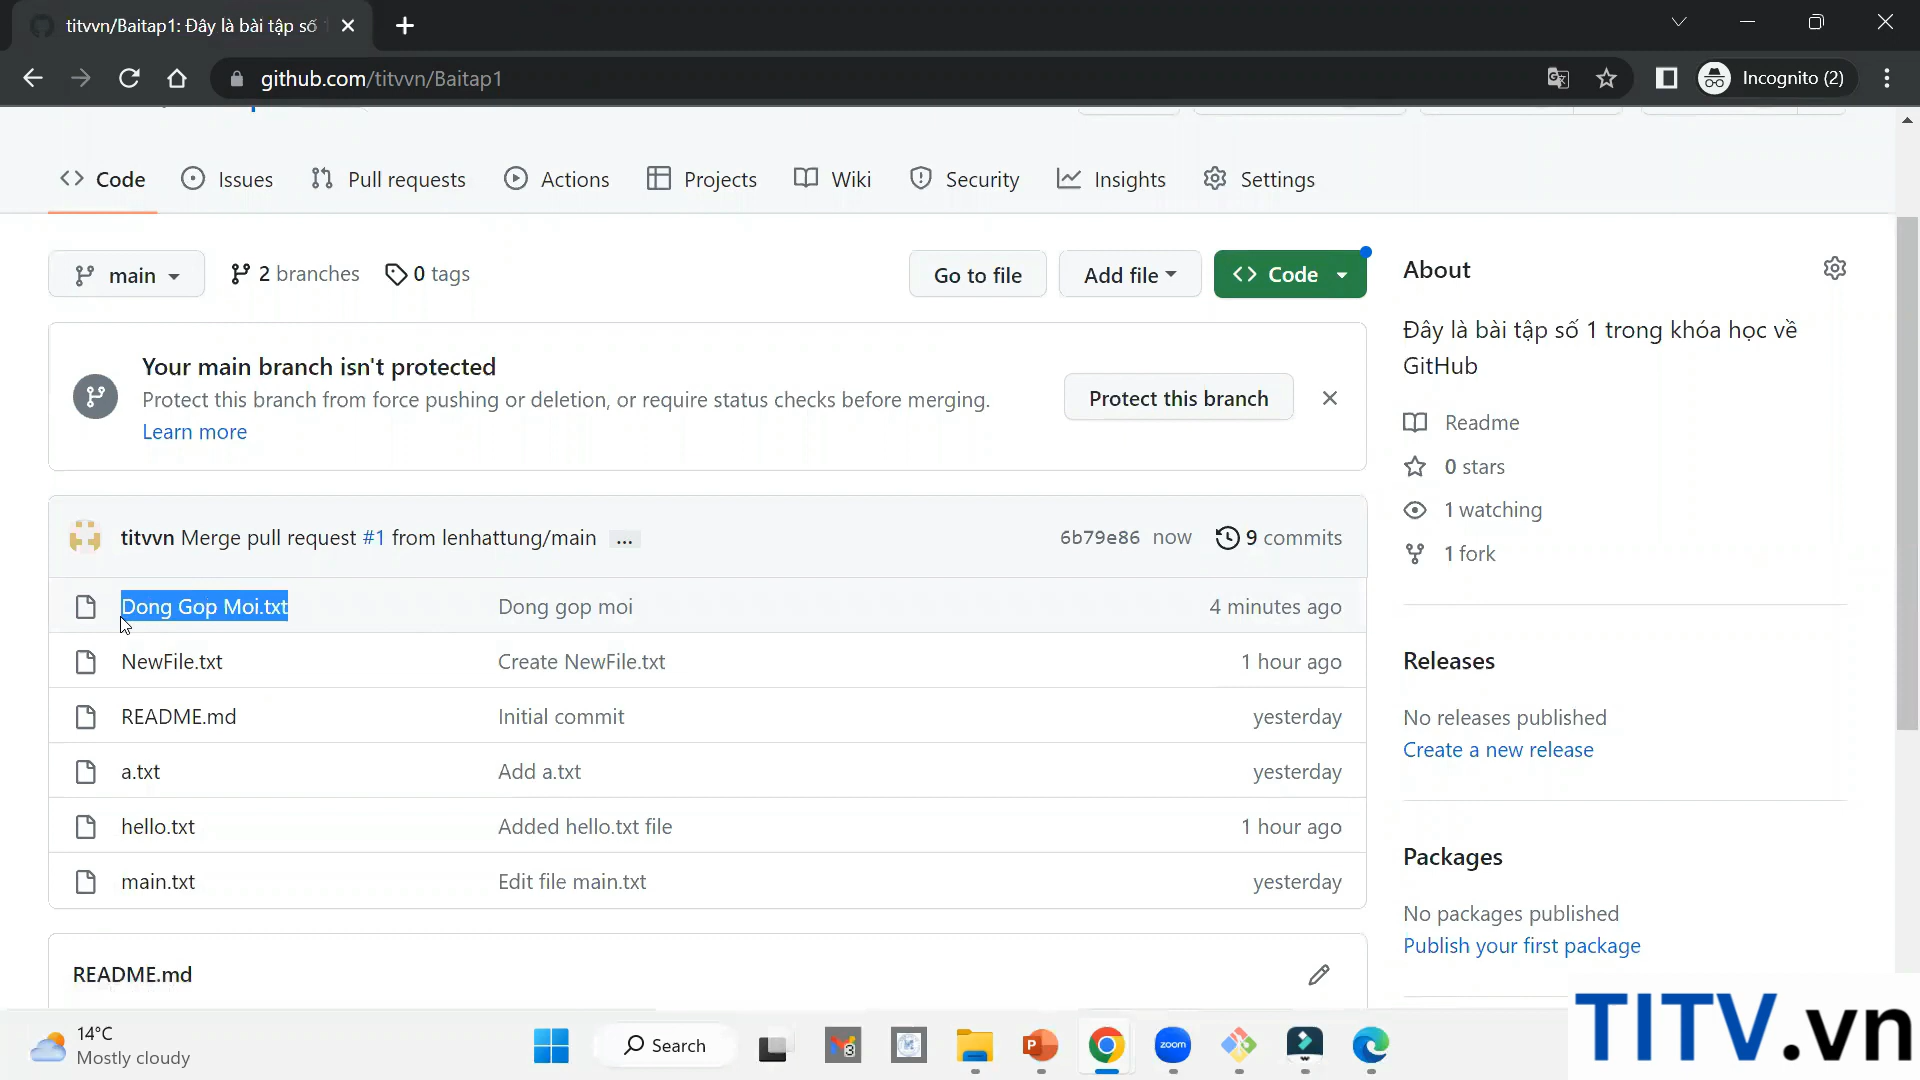 titvvn/Baitap1: Đây là bài tập số
github.com/titvvn/Baitap1
Incognito (2)
Code
Issues
Pull requests
Actions
Projects
Wiki
Security
Insights
Settings
main
2 branches
0 tags
Go to file
Add file
Code
About
Đây là bài tập số 1 trong khóa học về
GitHub
Your main branch isn't protected
Protect this branch from force pushing or deletion, or require status checks before merging.
Learn more
Protect this branch
Readme
0 stars
1 watching
1 fork
titvvn Merge pull request #1 from lenhattung/main ...
6b79e86 now
9 commits
Dong Gop Moi.txt Dong gop moi 4 minutes ago
NewFile.txt Create NewFile.txt 1 hour ago
README.md Initial commit yesterday
a.txt Add a.txt yesterday
hello.txt Added hello.txt file 1 hour ago
main.txt Edit file main.txt yesterday
Releases
No releases published
Create a new release
Packages
No packages published
Publish your first package
README.md
TITV.vn
14°C
Mostly cloudy
Search
3
P
zoom